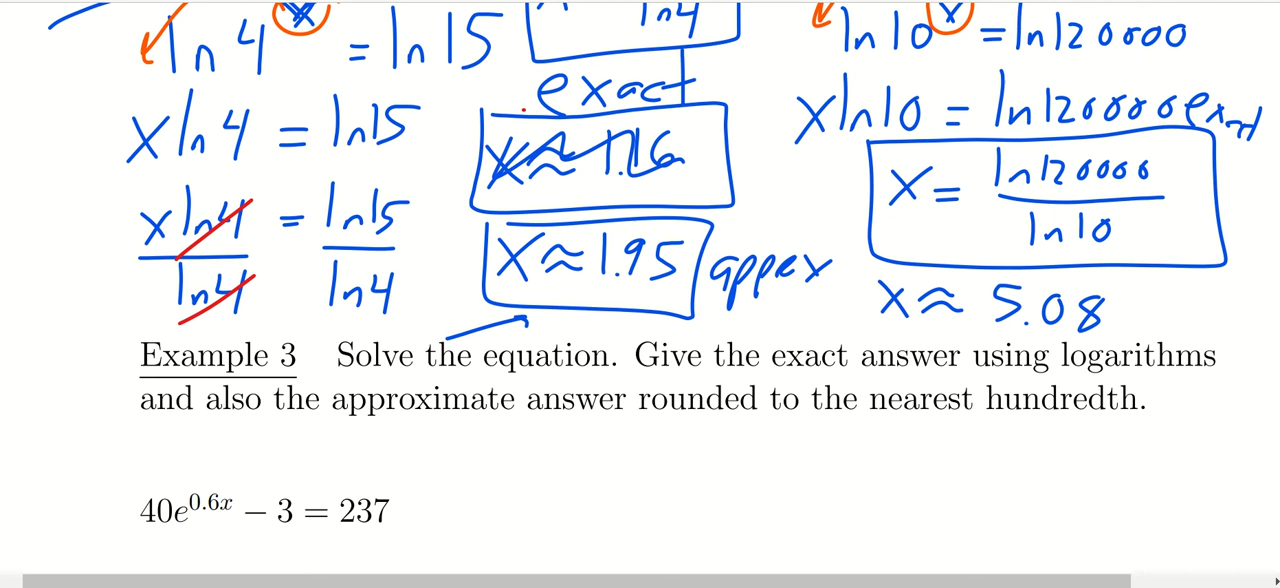 ln 4^x = ln 15
ln 4
exact
x ln 4 = ln 15
x ≈ 1.16
x ln 4 / ln 4 = ln 15 / ln 4
x ≈ 1.95 appex
ln 10^x = ln 120000
x ln 10 = ln 120000
x = ln 120000 / ln 10
x ≈ 5.08
Example 3 Solve the equation. Give the exact answer using logarithms
and also the approximate answer rounded to the nearest hundredth.
40e^{0.6x} − 3 = 237